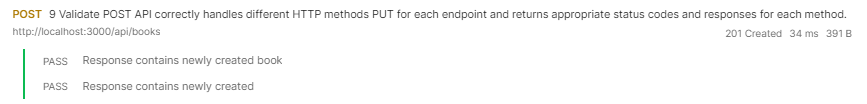 POST 9 Validate POST API correctly handles different HTTP methods PUT for each endpoint and returns appropriate status codes and responses for each method.
http://localhost:3000/api/books 201 Created 34 ms 391 B
PASS Response contains newly created book
PASS Response contains newly created